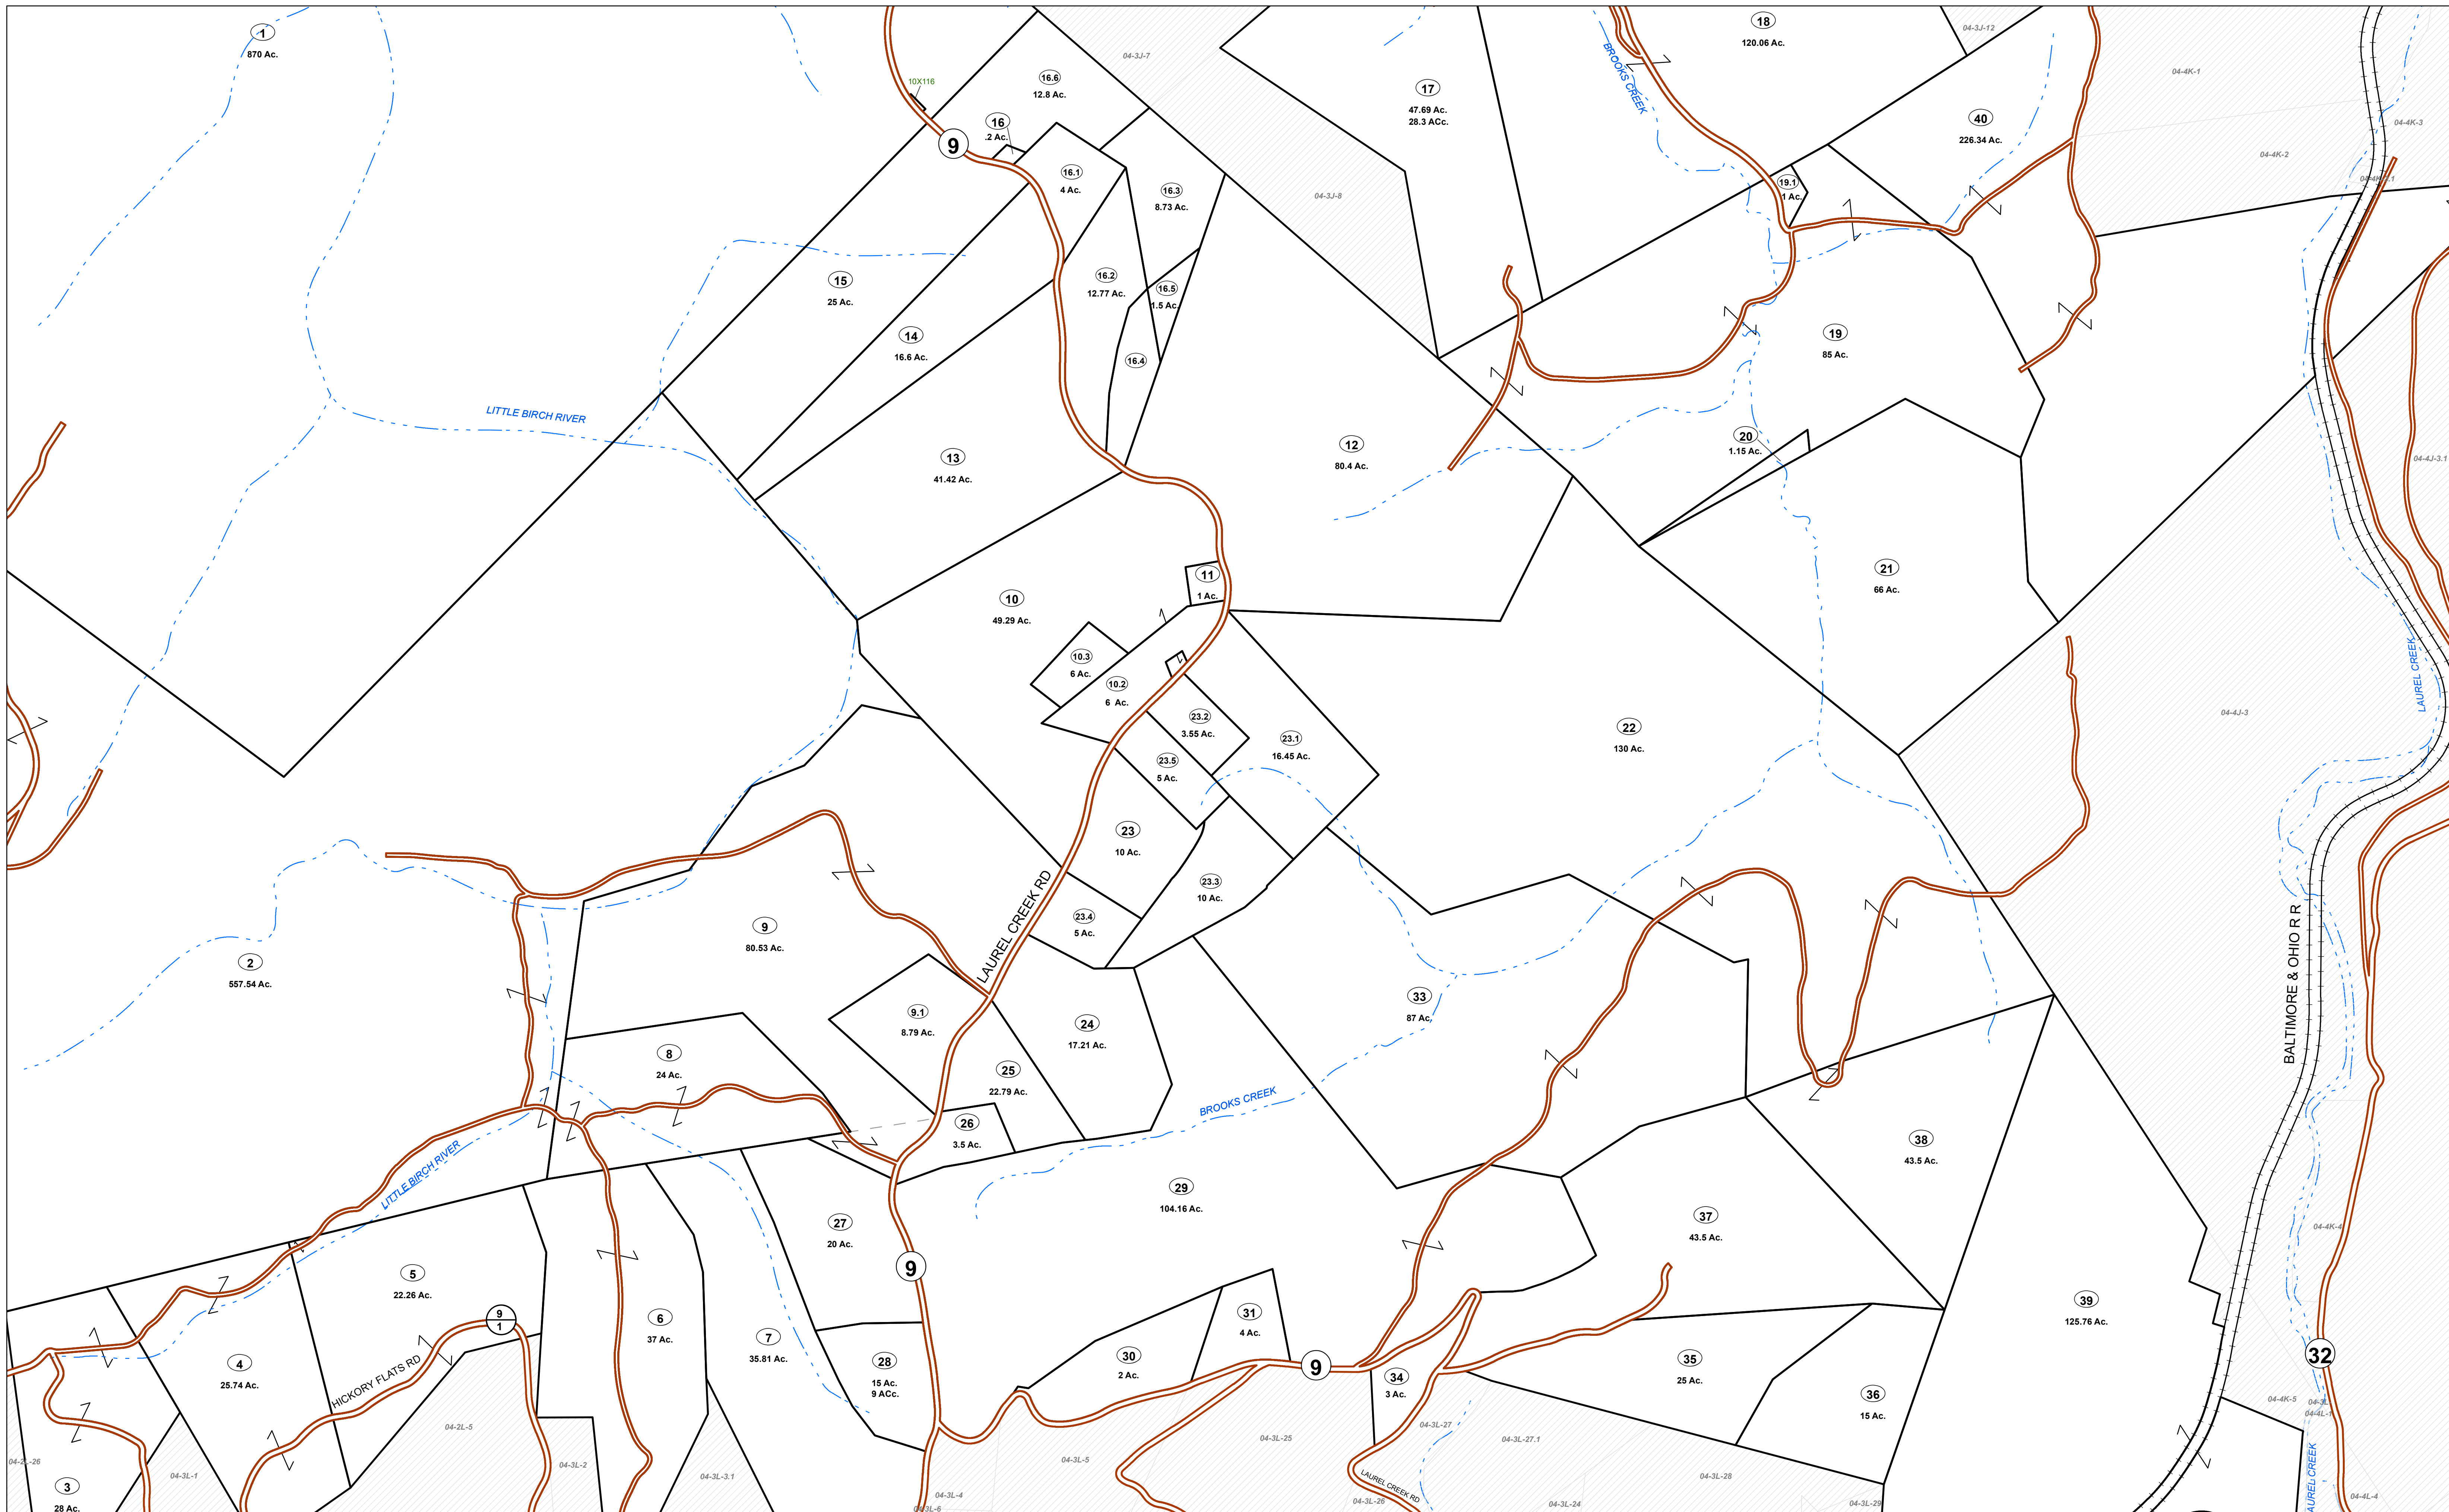 1
870 Ac.
10X116
16.6
12.8 Ac.
04-3J-7
17
47.69 Ac.
28.3 ACc.
BROOKS CREEK
18
120.06 Ac.
04-3J-12
04-4K-1
04-4K-3
04-4K-2
40
226.34 Ac.
16
.2 Ac.
9
16.1
4 Ac.
16.3
8.73 Ac.
04-3J-8
19.1
1 Ac.
15
25 Ac.
16.2
12.77 Ac.
16.5
1.5 Ac.
14
16.6 Ac.
16.4
19
85 Ac.
LITTLE BIRCH RIVER
13
41.42 Ac.
12
80.4 Ac.
20
1.15 Ac.
04-4J-3.1
11
1 Ac.
21
66 Ac.
10
49.29 Ac.
10.3
6 Ac.
10.2
6 Ac.
LAUREL CREEK
04-4J-3
23.2
3.55 Ac.
23.1
16.45 Ac.
22
130 Ac.
23.5
5 Ac.
23
10 Ac.
23.3
10 Ac.
23.4
5 Ac.
LAUREL CREEK RD
9
80.53 Ac.
2
557.54 Ac.
9.1
8.79 Ac.
24
17.21 Ac.
33
87 Ac.
BALTIMORE & OHIO R R
8
24 Ac.
25
22.79 Ac.
BROOKS CREEK
26
3.5 Ac.
38
43.5 Ac.
LITTLE BIRCH RIVER
29
104.16 Ac.
27
20 Ac.
37
43.5 Ac.
04-4K-4
9
5
22.26 Ac.
9
1
6
37 Ac.
7
35.81 Ac.
31
4 Ac.
39
125.76 Ac.
30
2 Ac.
9
28
15 Ac.
9 ACc.
34
3 Ac.
35
25 Ac.
32
4
25.74 Ac.
HICKORY FLATS RD
36
15 Ac.
04-4K-5
04-4L-1
04-2L-5
04-3L-27
04-3L-25
04-3L-27.1
04-3L-5
04-2L-26
04-3L-1
04-3L-2
04-3L-3.1
04-3L-28
3
28 Ac.
LAUREL CREEK RD
04-3L-4
04-3L-6
04-3L-26
04-3L-24
04-3L-29
LAUREL CREEK
04-4L-4